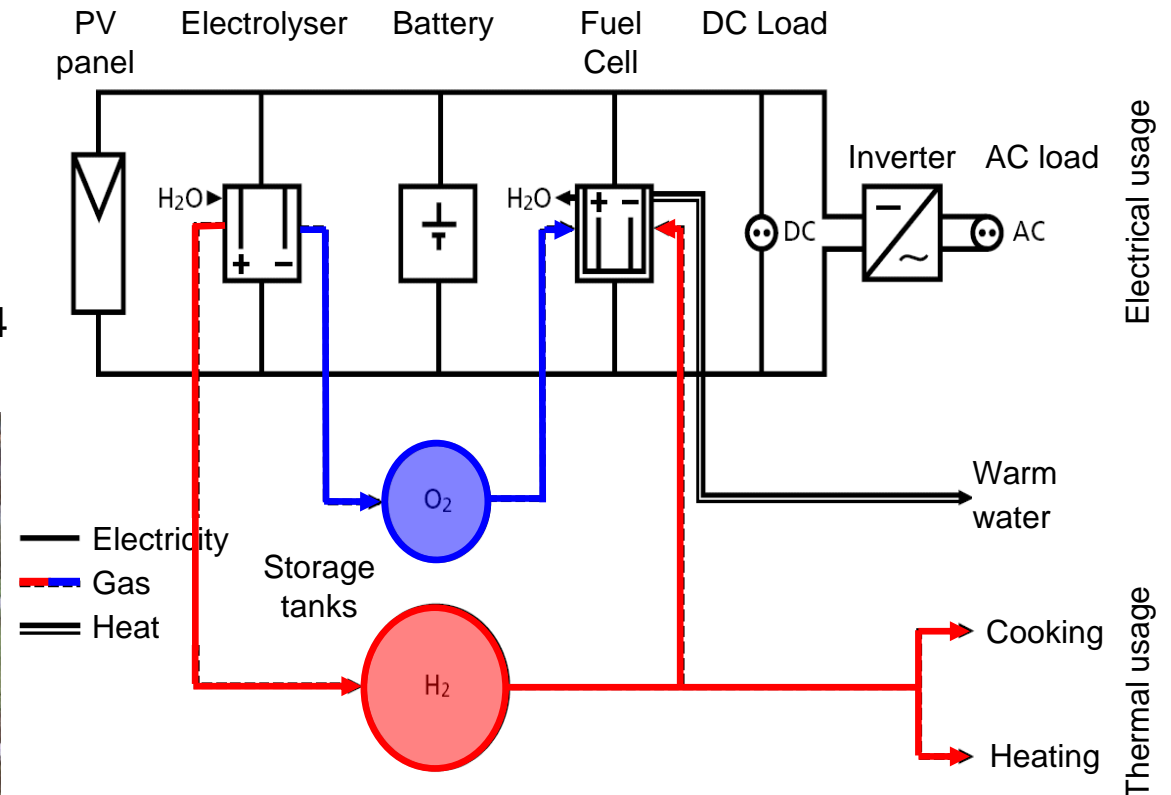 PV
panel
Electrolyser
Battery
Fuel
Cell
DC Load
Inverter
AC load
Electrical usage
H₂O
+ −
H₂O
+ −
DC
−
~
AC
4
O₂
Warm
water
Electricity
Gas
Heat
Storage
tanks
H₂
Cooking
Heating
Thermal usage